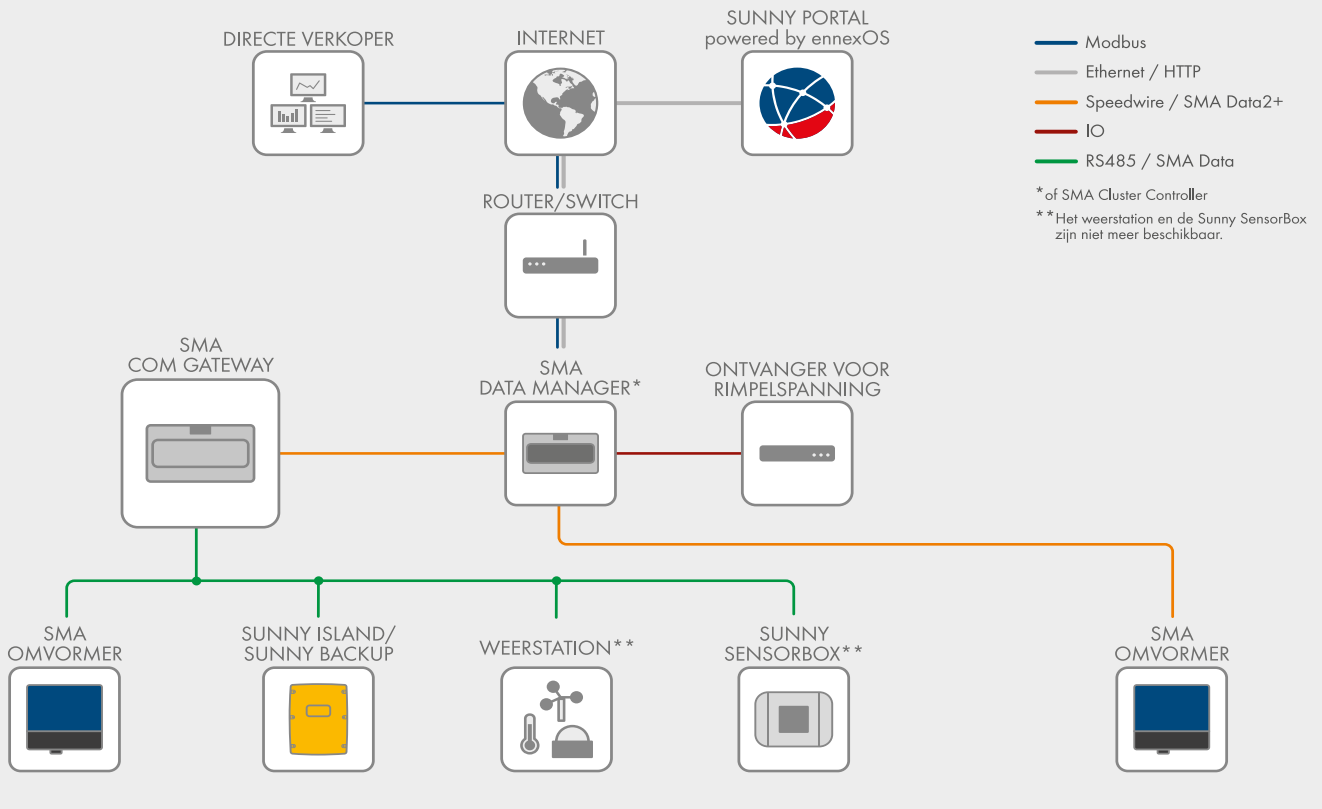 DIRECTE VERKOPER
INTERNET
SUNNY PORTAL
powered by ennexOS
Modbus
Ethernet / HTTP
Speedwire / SMA Data2+
IO
RS485 / SMA Data
*of SMA Cluster Controller
**Het weerstation en de Sunny SensorBox
zijn niet meer beschikbaar.
ROUTER/SWITCH
SMA
COM GATEWAY
SMA
DATA MANAGER*
ONTVANGER VOOR
RIMPELSPANNING
SMA
OMVORMER
SUNNY ISLAND/
SUNNY BACKUP
WEERSTATION**
SUNNY
SENSORBOX**
SMA
OMVORMER